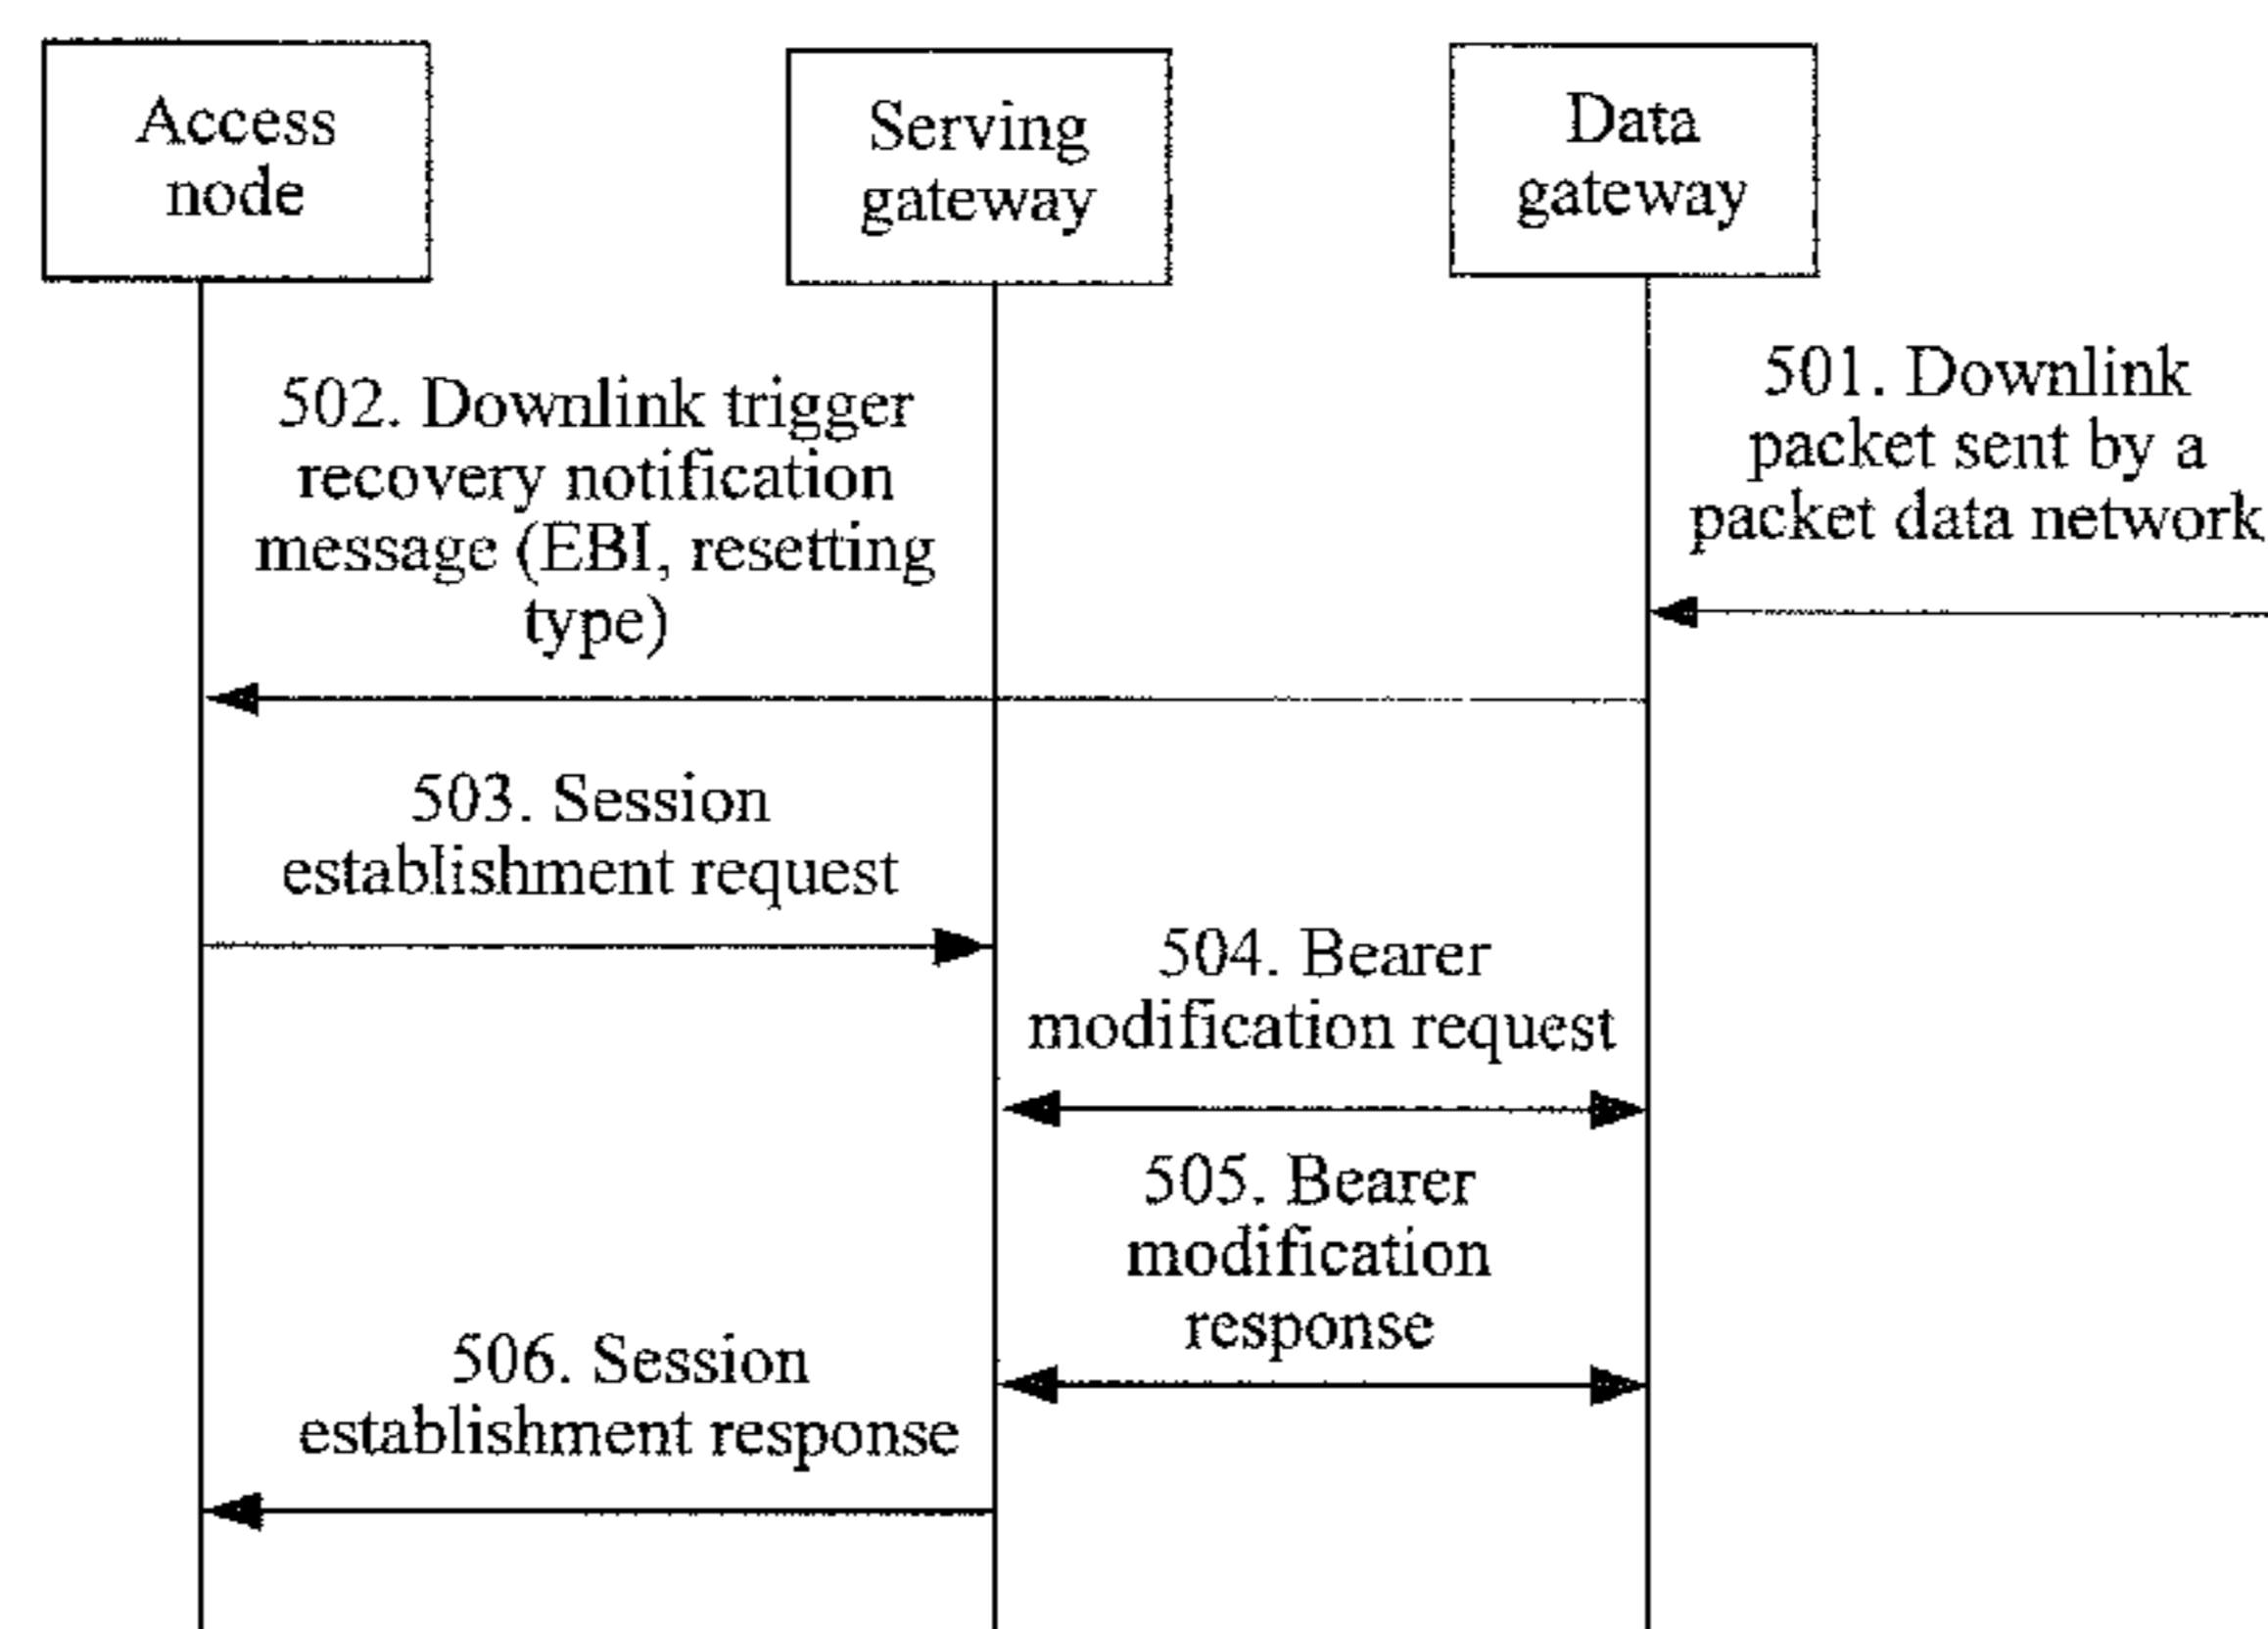 Access
node
Serving
gateway
Data
gateway
501. Downlink
packet sent by a
packet data network
502. Downlink trigger
recovery notification
message (EBI, resetting
type)
503. Session
establishment request
504. Bearer
modification request
505. Bearer
modification
response
506. Session
establishment response